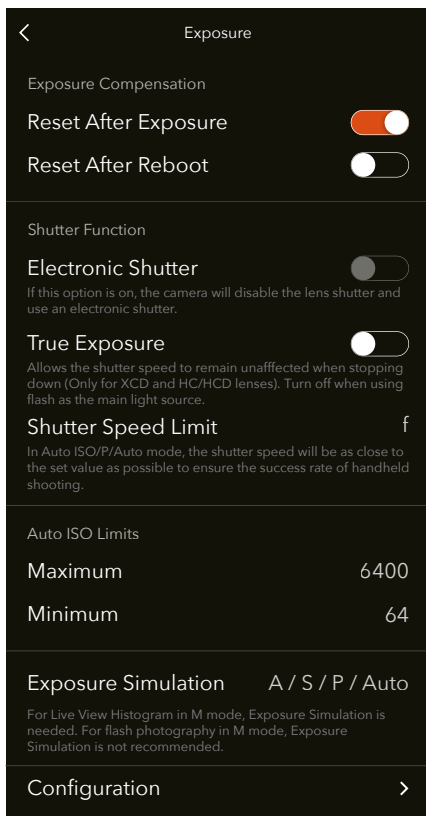 Exposure
Exposure Compensation
Reset After Exposure
Reset After Reboot
Shutter Function
Electronic Shutter
If this option is on, the camera will disable the lens shutter and
use an electronic shutter.
True Exposure
Allows the shutter speed to remain unafffected when stopping
down (Only for XCD and HC/HCD lenses). Turn off when using
flash as the main light source.
Shutter Speed Limit f
In Auto ISO/P/Auto mode, the shutter speed will be as close to
the set value as possible to ensure the success rate of handheld
shooting.
Auto ISO Limits
Maximum 6400
Minimum 64
Exposure Simulation A / S / P / Auto
For Live View Histogram in M mode, Exposure Simulation is
needed. For flash photography in M mode, Exposure
Simulation is not recommended.
Configuration